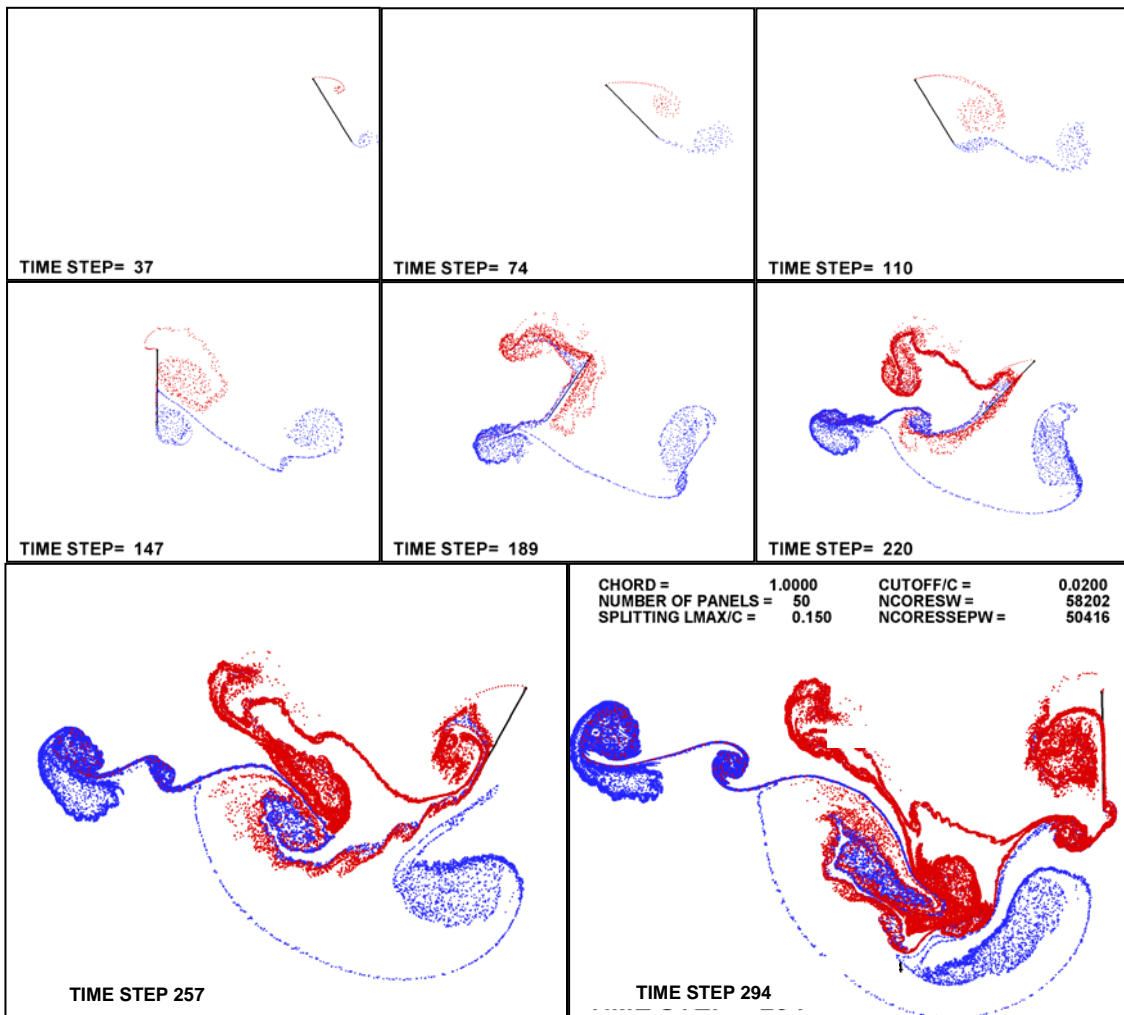 TIME STEP= 37
TIME STEP= 74
TIME STEP= 110
TIME STEP= 147
TIME STEP= 189
TIME STEP= 220
CHORD = 1.0000 CUTOFF/C = 0.0200
NUMBER OF PANELS = 50 NCORESW = 58202
SPLITTING LMAX/C = 0.150 NCORESSEPW = 50416
TIME STEP 257
TIME STEP 294